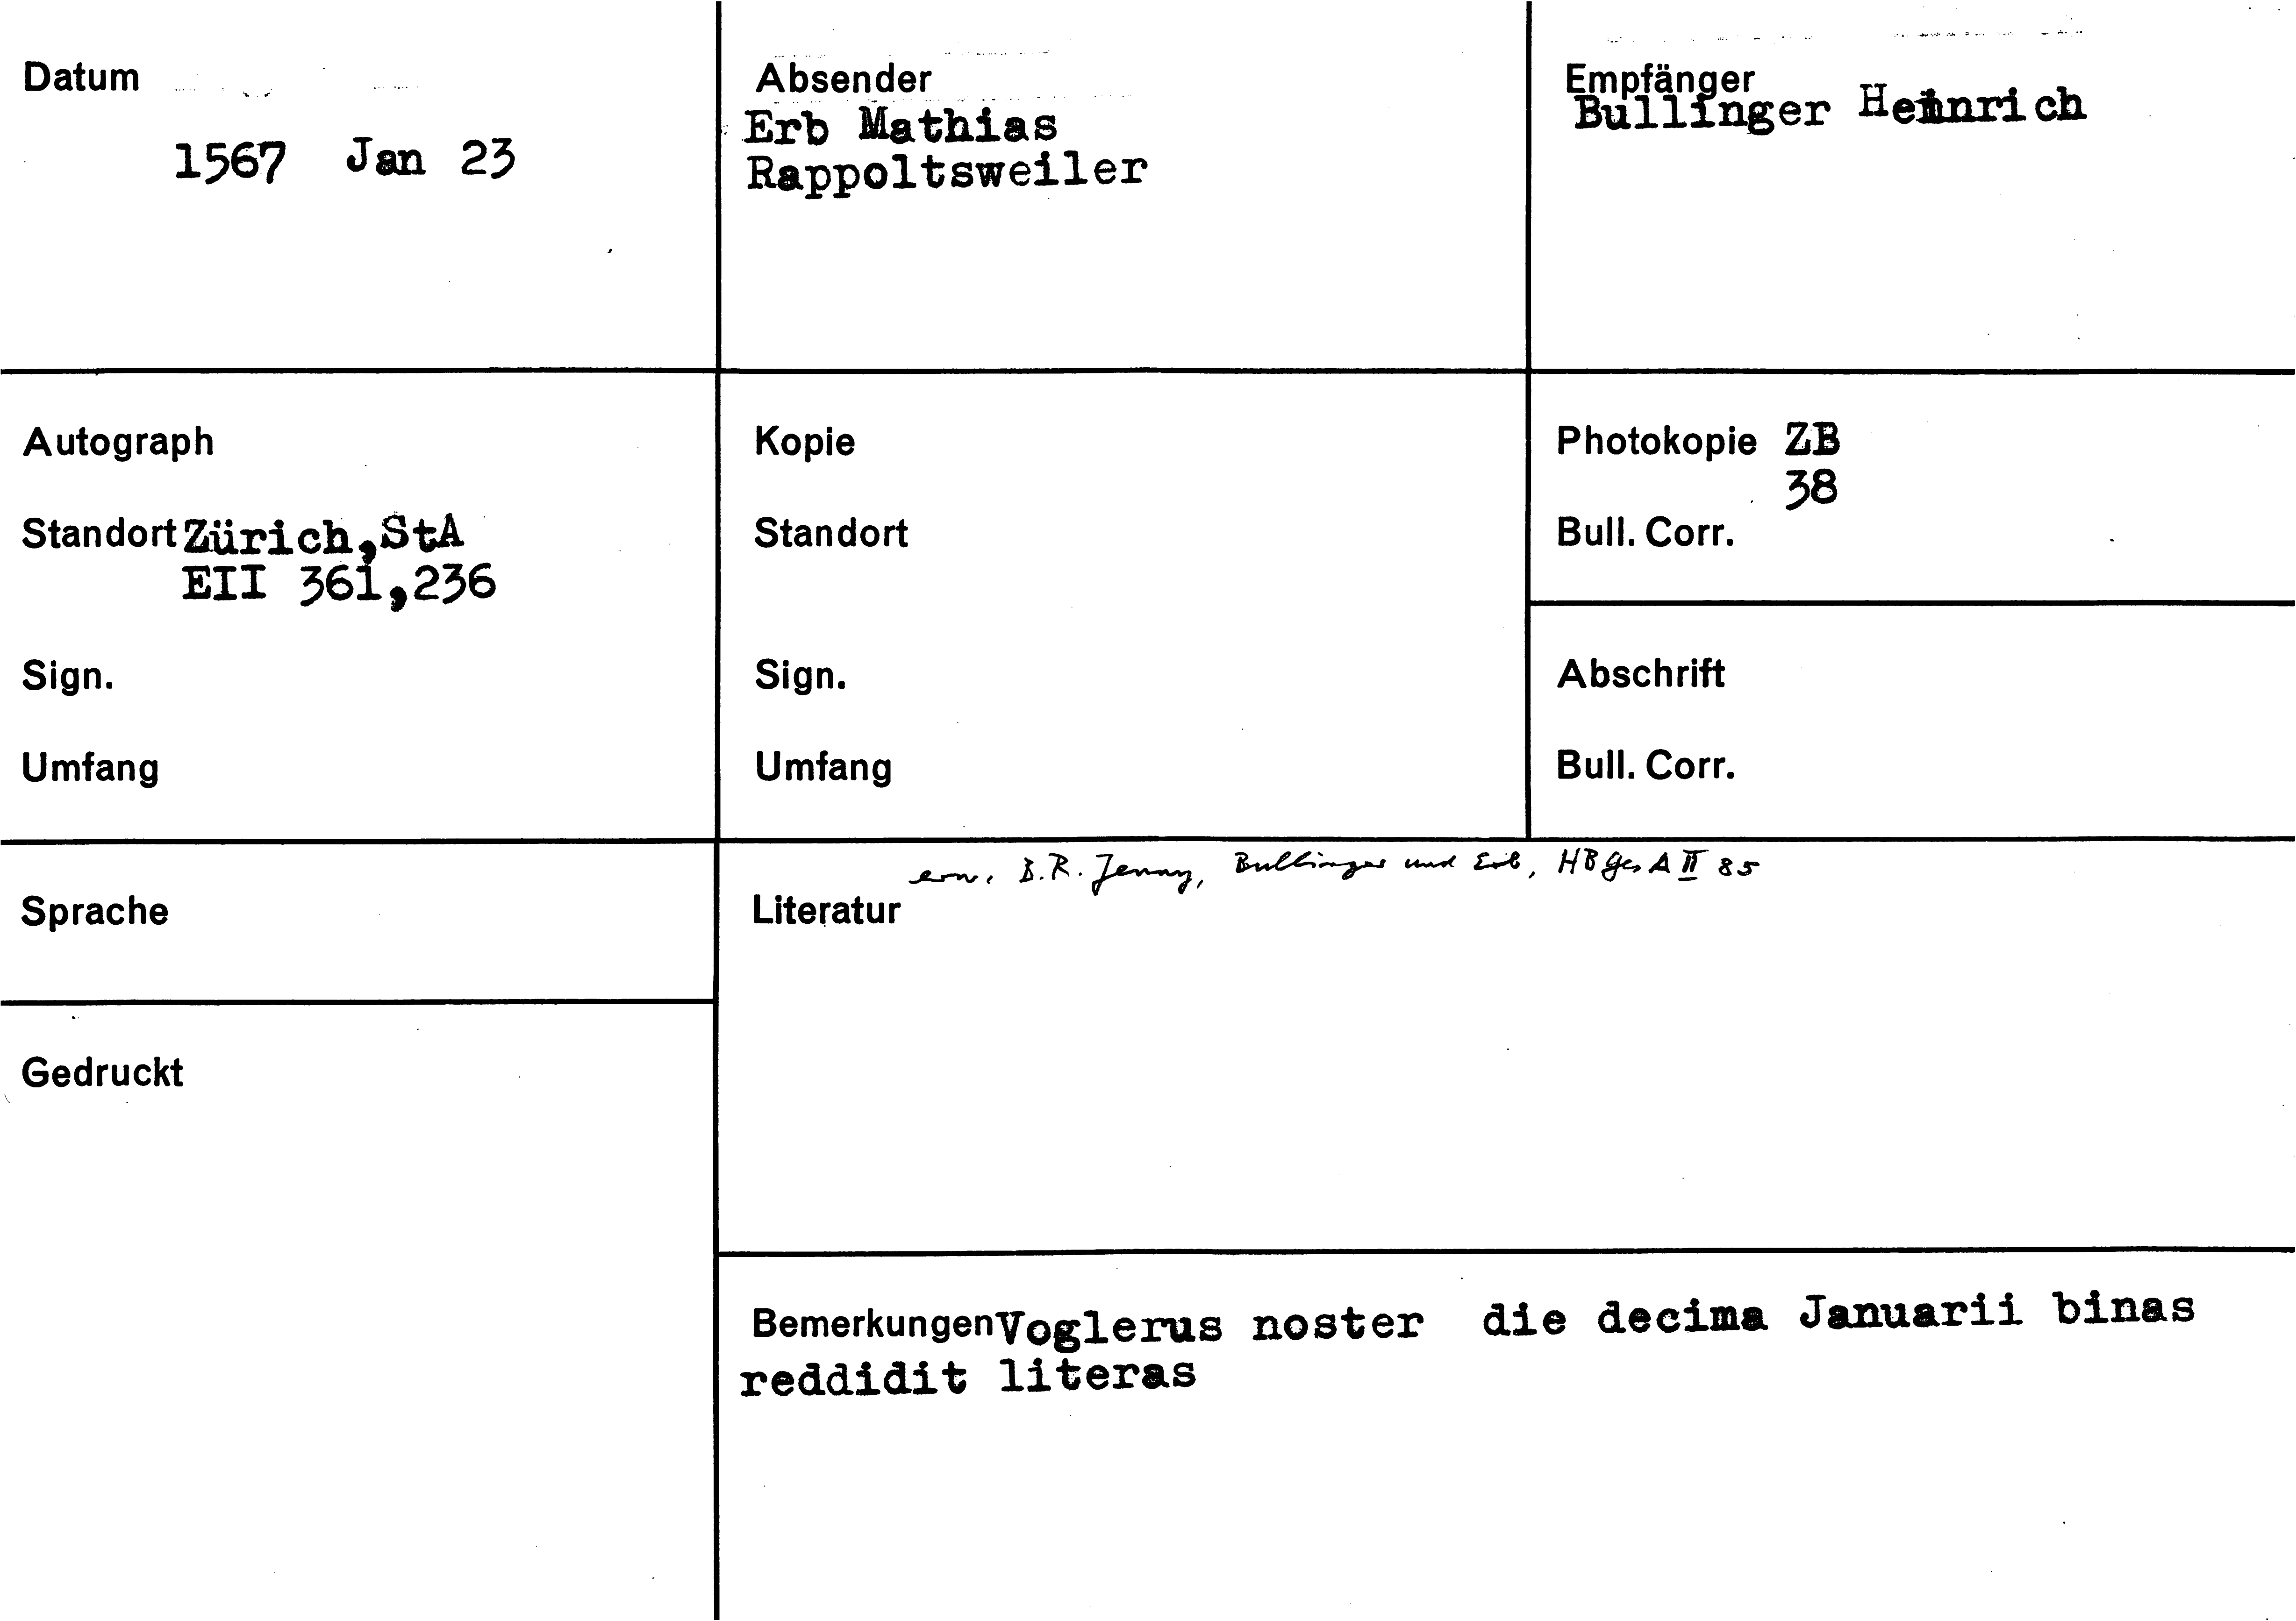 Datum
1567 Jan 23
Absender
Erb Mathias
Rappoltsweiler
Empfänger
Bullinger Heinrich
Autograph
Standort Zürich,StA
EII 361,236
Sign.
Umfang
Kopie
Standort
Sign.
Umfang
Photokopie ZB
38
Bull. Corr.
Abschrift
Bull. Corr.
Sprache
Gedruckt
erw. B.R. Jenny, Bullinger und Erb, HBGesA II 85
Literatur
Bemerkungen Voglerus noster die decima Januarii binas
reddidit literas